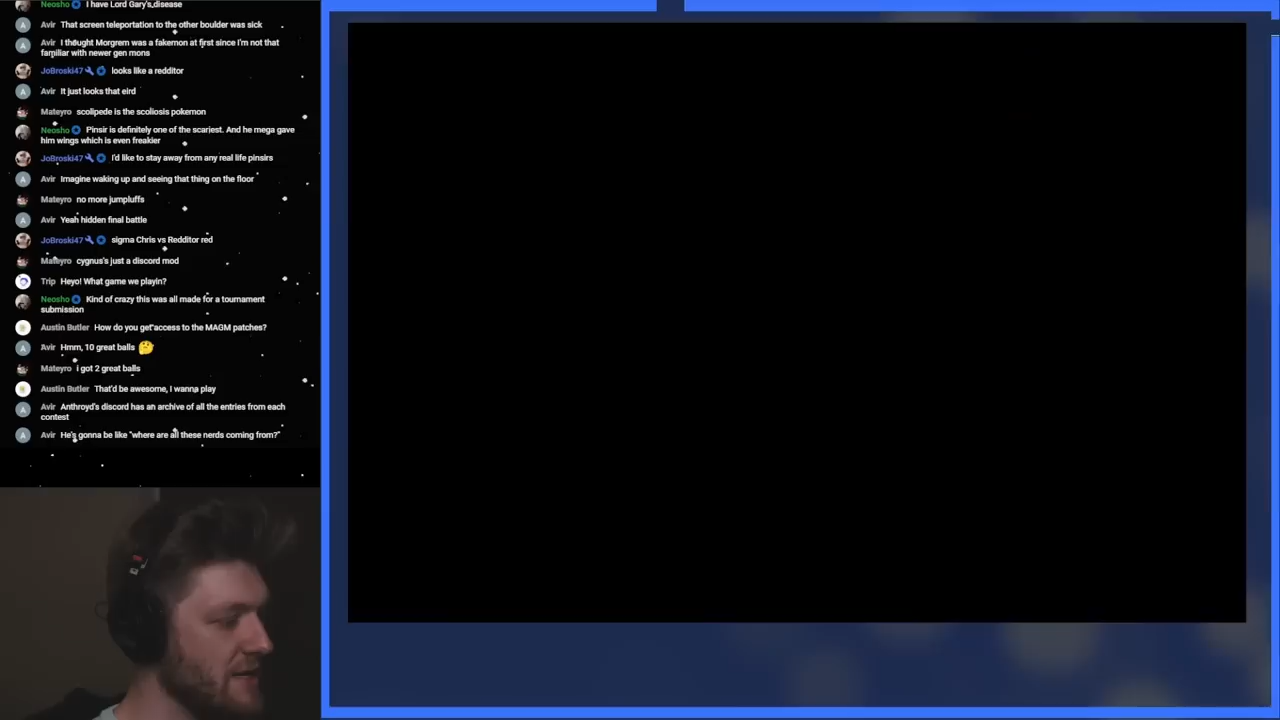 Neosho I have Lord Gary's disease
Avir That screen teleportation to the other boulder was sick
Avir I thought Morgrem was a fakemon at first since I'm not that
familiar with newer gen mons
JoBroski47 looks like a redditor
Avir It just looks that eird
Mateyro scolipede is the scoliosis pokemon
Neosho Pinsir is definitely one of the scariest. And he mega gave
him wings which is even freakier
JoBroski47 I'd like to stay away from any real life pinsirs
Avir Imagine waking up and seeing that thing on the floor
Mateyro no more jumpluffs
Avir Yeah hidden final battle
JoBroski47 sigma Chris vs Redditor red
Mateyro cygnus's just a discord mod
Trip Heyo! What game we playin?
Neosho Kind of crazy this was all made for a tournament
submission
Austin Butler How do you get access to the MAGM patches?
Avir Hmm, 10 great balls 🤔
Mateyro i got 2 great balls
Austin Butler That'd be awesome, I wanna play
Avir Anthroyd's discord has an archive of all the entries from each
contest
Avir He's gonna be like "where are all these nerds coming from?"